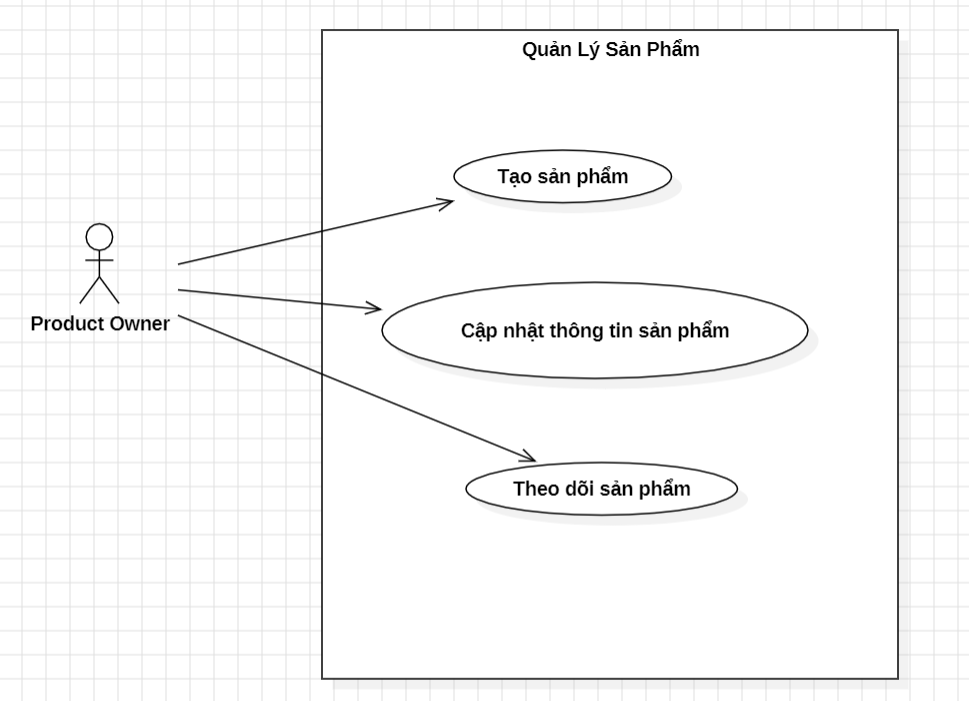 Quản Lý Sản Phẩm
Tạo sản phẩm
Product Owner
Cập nhật thông tin sản phẩm
Theo dõi sản phẩm